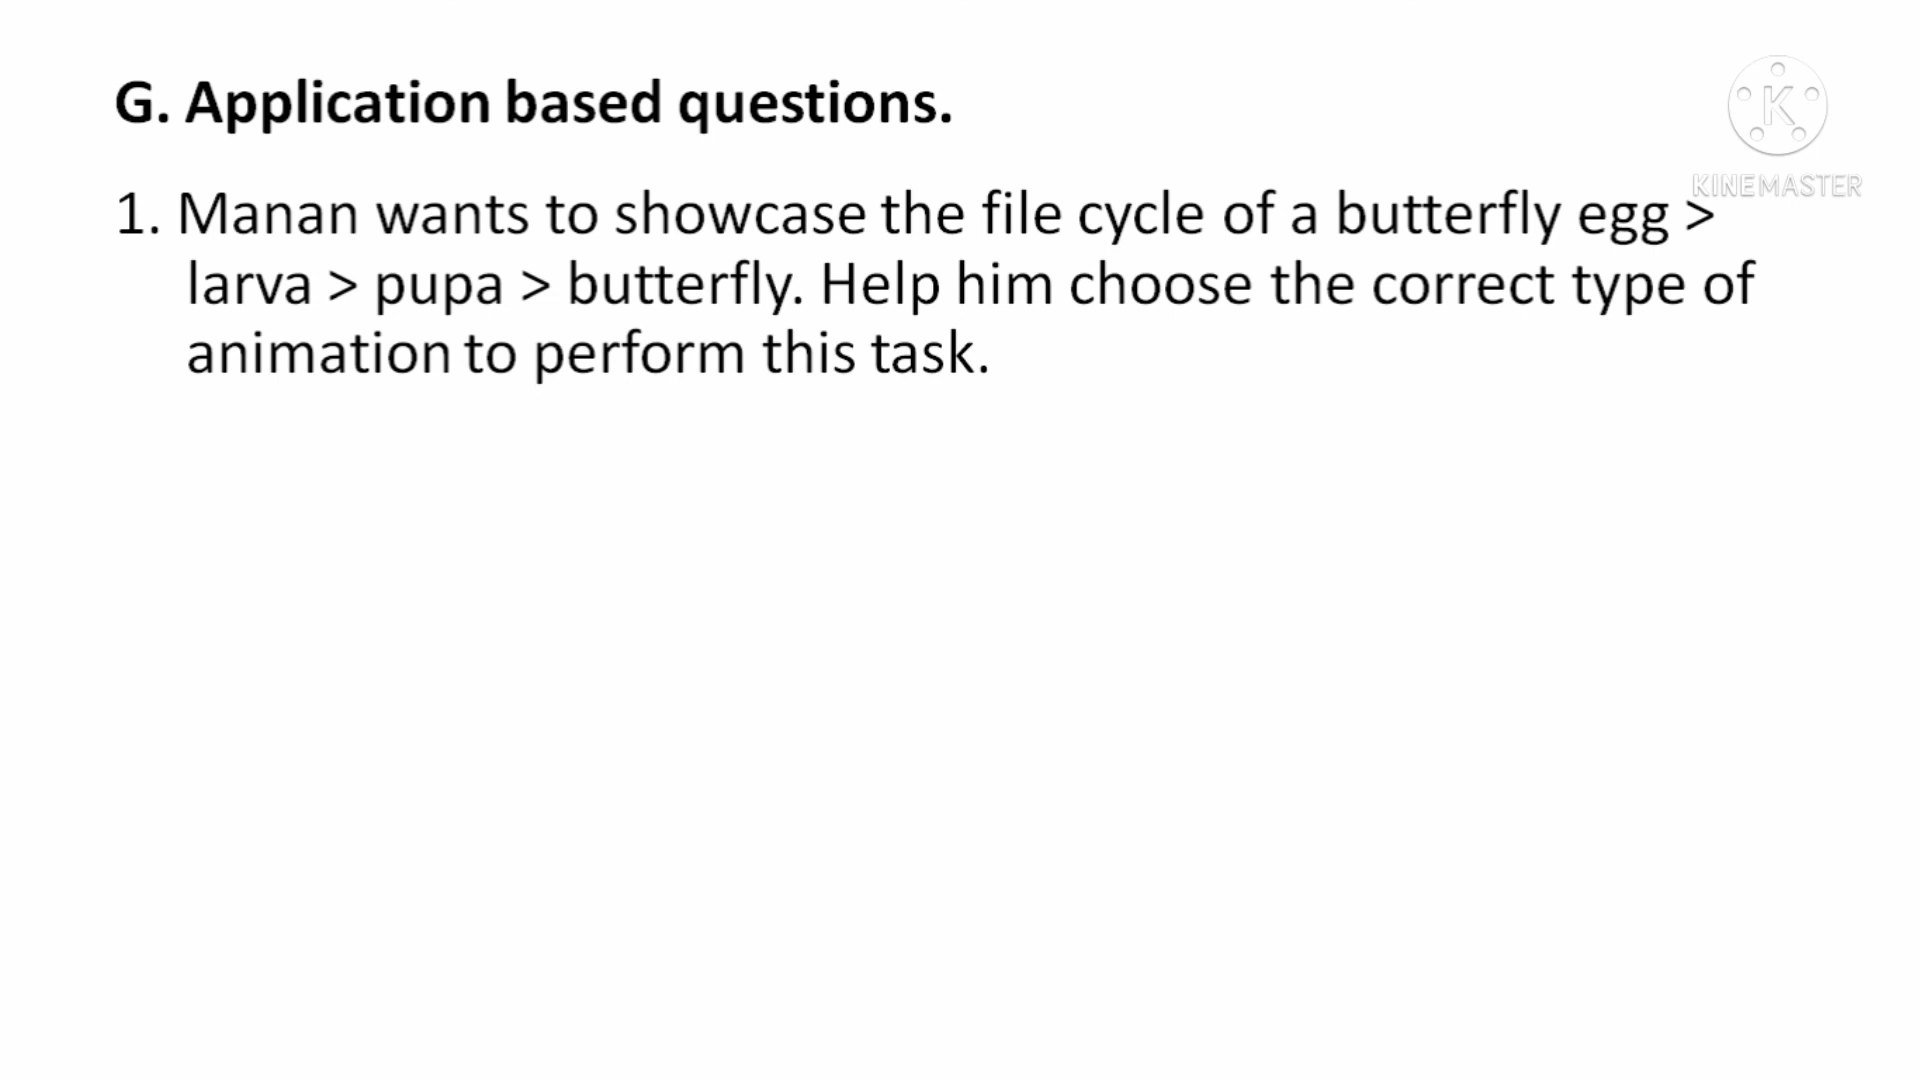 G. Application based questions.
K
KINEMASTER
1. Manan wants to showcase the file cycle of a butterfly egg >
larva > pupa > butterfly. Help him choose the correct type of
animation to perform this task.